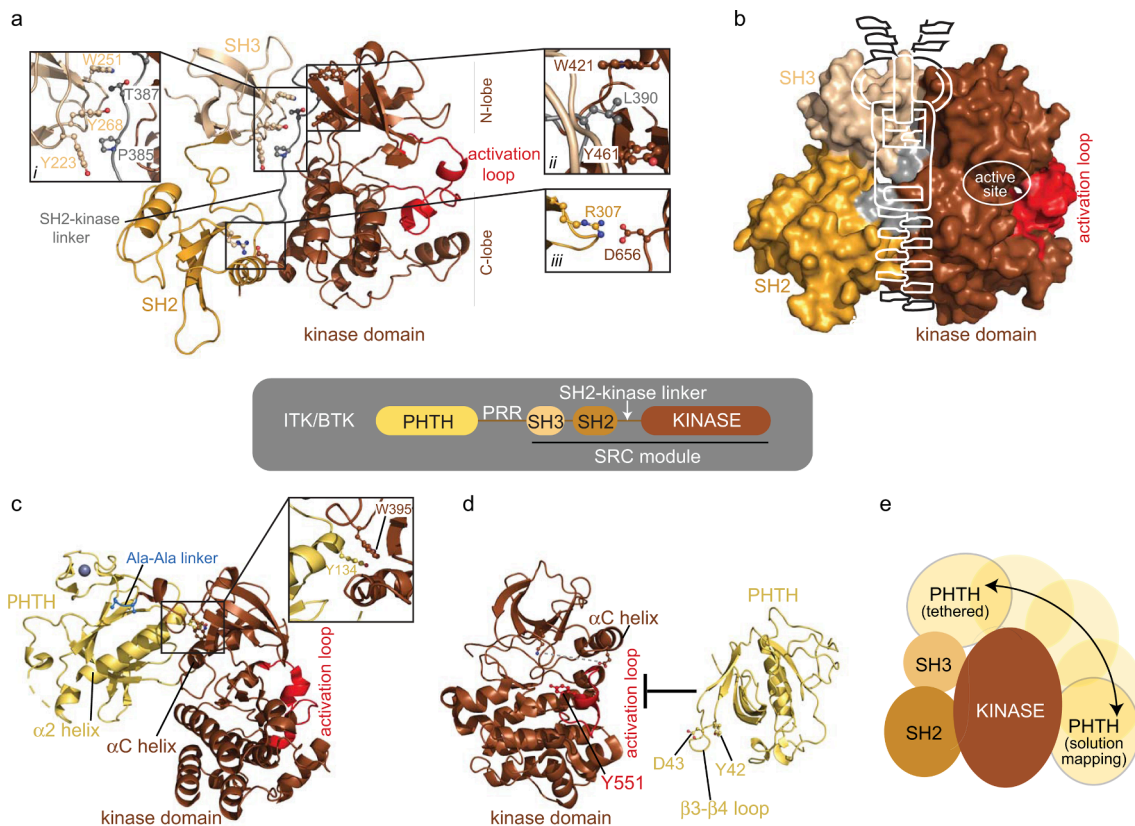 a
SH3
W251
T387
Y268
P385
Y223
i
SH2-kinase
linker
SH2
kinase domain
N-lobe
C-lobe
activation
loop
W421
L390
Y461
ii
R307
D656
iii
b
SH3
SH2
active
site
activation loop
kinase domain
ITK/BTK
PHTH
PRR
SH3
SH2
SH2-kinase linker
KINASE
SRC module
c
PHTH
Ala-Ala linker
α2 helix
αC helix
kinase domain
activation loop
W395
Y134
d
αC helix
activation loop
Y551
kinase domain
PHTH
D43
Y42
β3-β4 loop
e
PHTH
(tethered)
SH3
SH2
KINASE
PHTH
(solution
mapping)